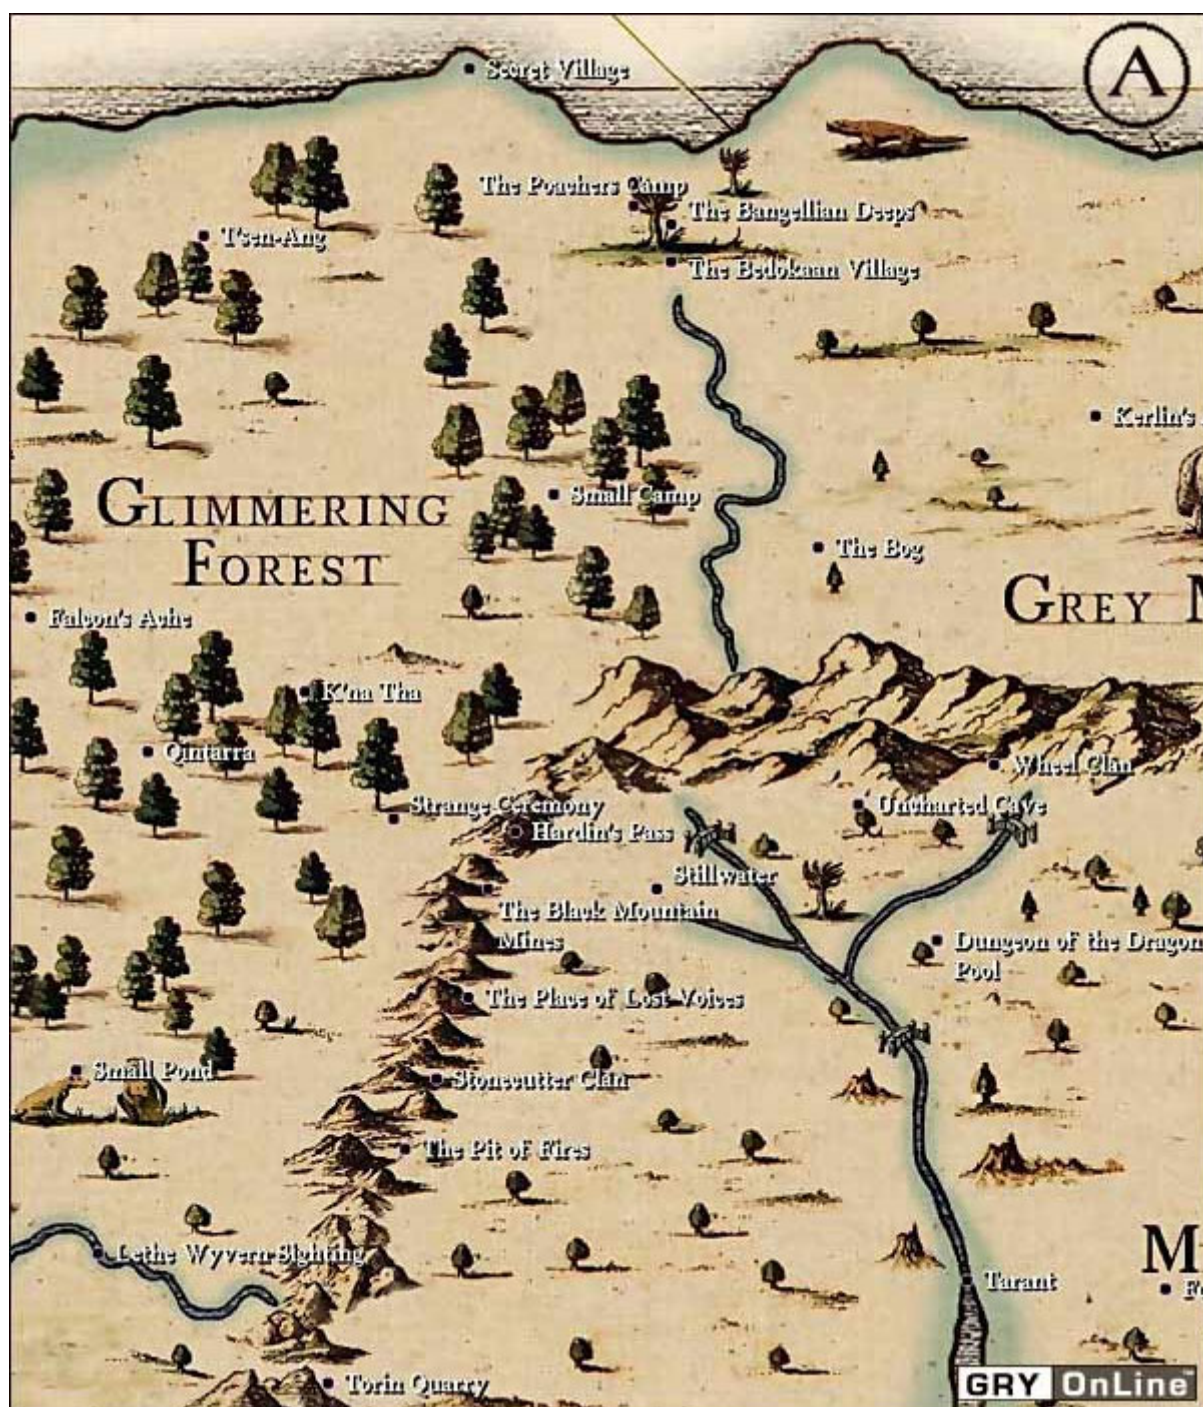 A
Secret Village
The Poachers Camp
The Bangellian Deeps
T'sen-Ang
The Bedokaan Village
Kerlin's
Small Camp
GLIMMERING
FOREST
The Bog
GREY
Falcon's Ache
K'na Tha
Qintarra
Wheel Clan
Strange Ceremony
Uncharted Cave
Hardin's Pass
Stillwater
The Black Mountain
Mines
Dungeon of the Dragon
Pool
The Place of Lost Voices
Small Pond
Stonecutter Clan
The Pit of Fires
Lethe Wyvern Sighting
M
Tarant
Torin Quarry
GRY OnLine